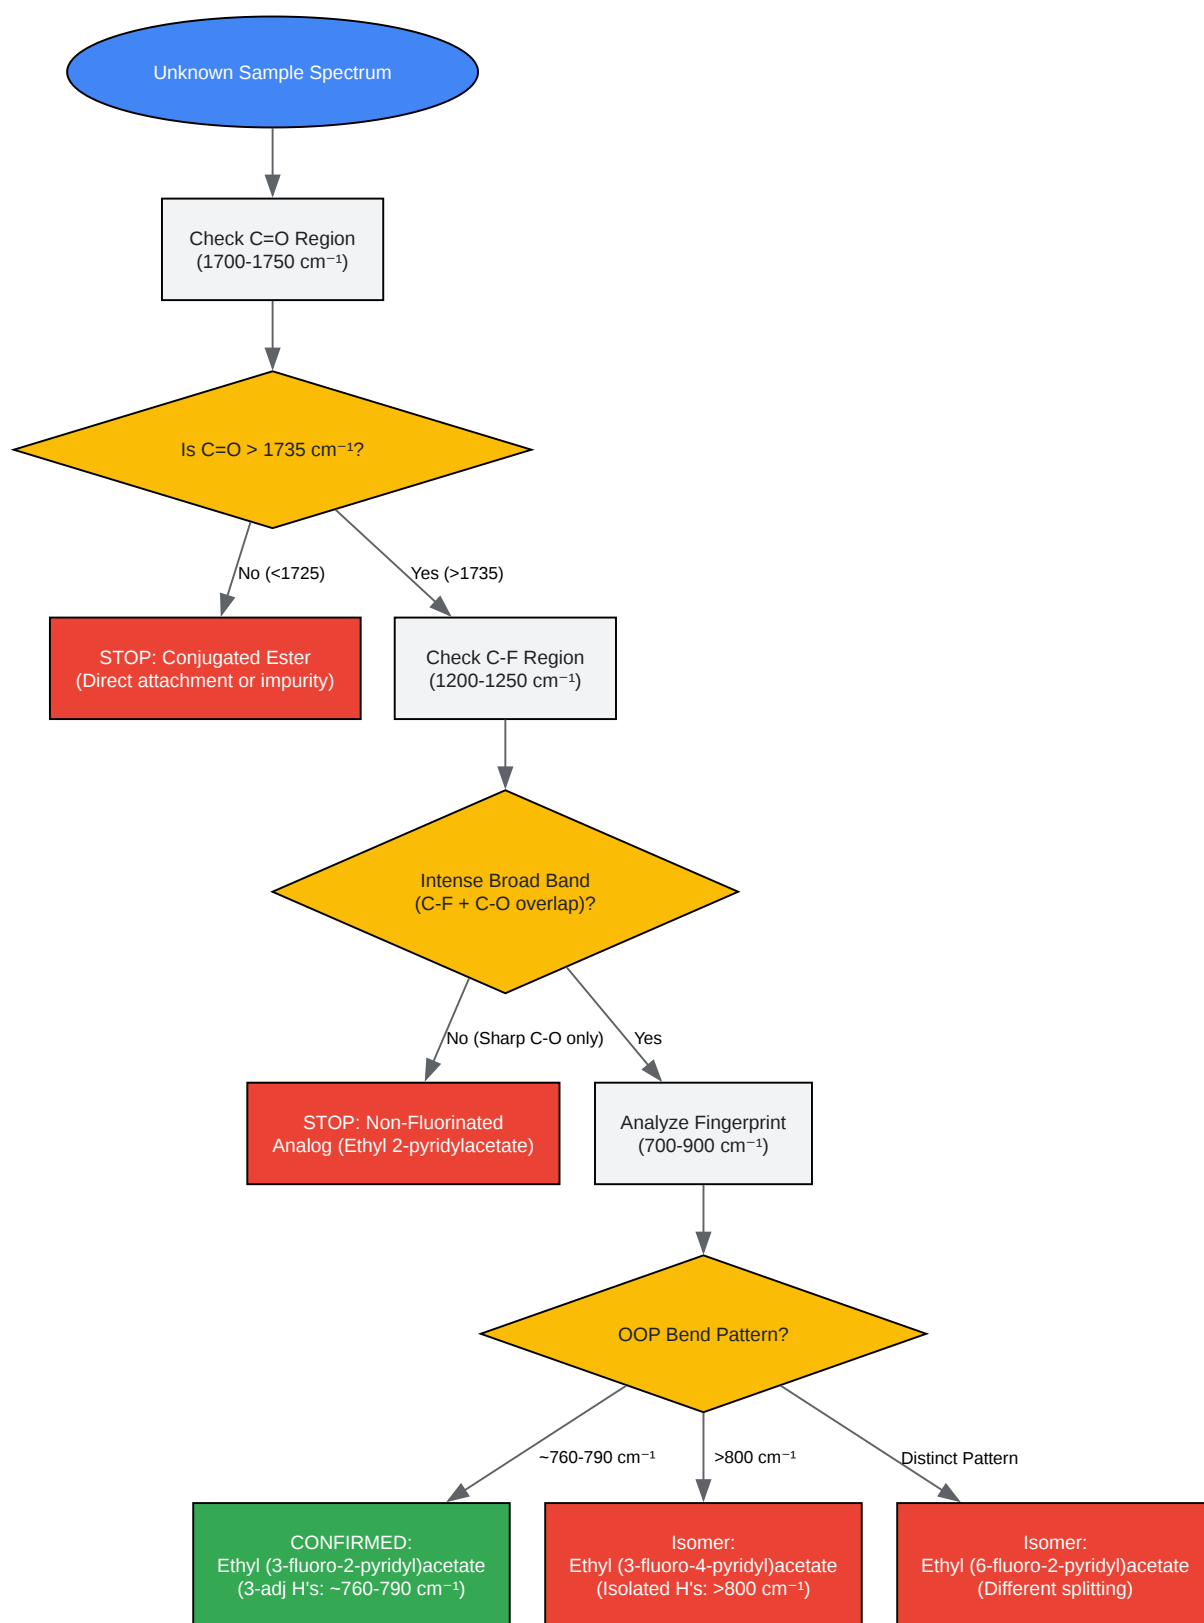 Unknown Sample Spectrum
Check C=O Region
(1700-1750 cm⁻¹)
Is C=O > 1735 cm⁻¹?
No (<1725)
Yes (>1735)
STOP: Conjugated Ester
(Direct attachment or impurity)
Check C-F Region
(1200-1250 cm⁻¹)
Intense Broad Band
(C-F + C-O overlap)?
No (Sharp C-O only)
Yes
STOP: Non-Fluorinated
Analog (Ethyl 2-pyridylacetate)
Analyze Fingerprint
(700-900 cm⁻¹)
OOP Bend Pattern?
~760-790 cm⁻¹
>800 cm⁻¹
Distinct Pattern
CONFIRMED:
Ethyl (3-fluoro-2-pyridyl)acetate
(3-adj H's: ~760-790 cm⁻¹)
Isomer:
Ethyl (3-fluoro-4-pyridyl)acetate
(Isolated H's: >800 cm⁻¹)
Isomer:
Ethyl (6-fluoro-2-pyridyl)acetate
(Different splitting)